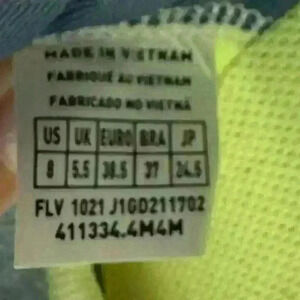 MADE IN VIETNAM
FABRIQUÉ AU VIETNAM
FABRICADO NO VIETNÃ
US UK EURO BRA JP
8 5.5 38.5 37 24.5
FLV 1021 J1GD211702
411334.4M4M